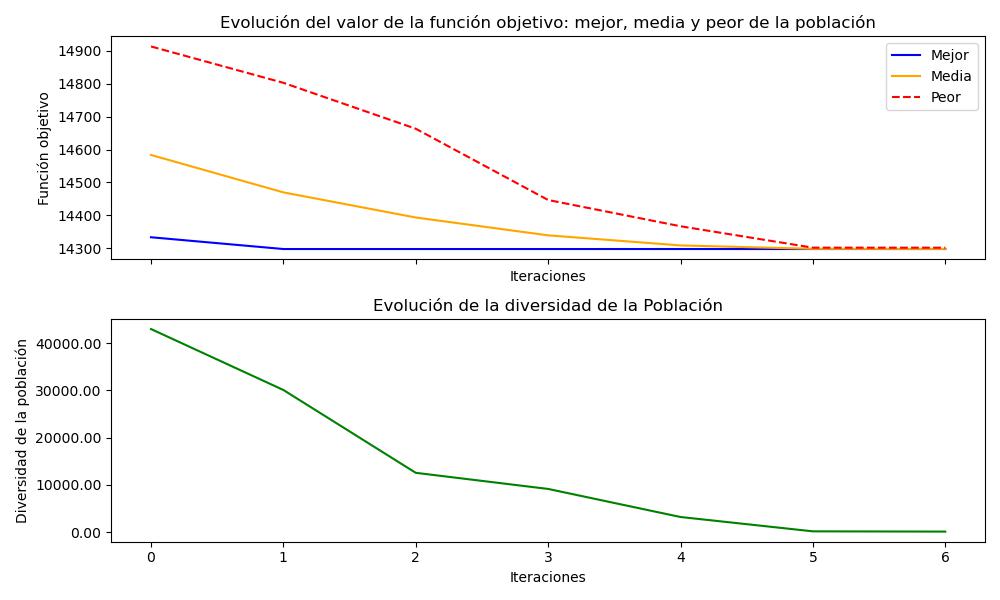 Evolución del valor de la función objetivo: mejor, media y peor de la población
Función objetivo
14900
14800
14700
14600
14500
14400
14300
Mejor
Media
Peor
Iteraciones
Evolución de la diversidad de la Población
Diversidad de la población
40000.00
30000.00
20000.00
10000.00
0.00
0 1 2 3 4 5 6
Iteraciones